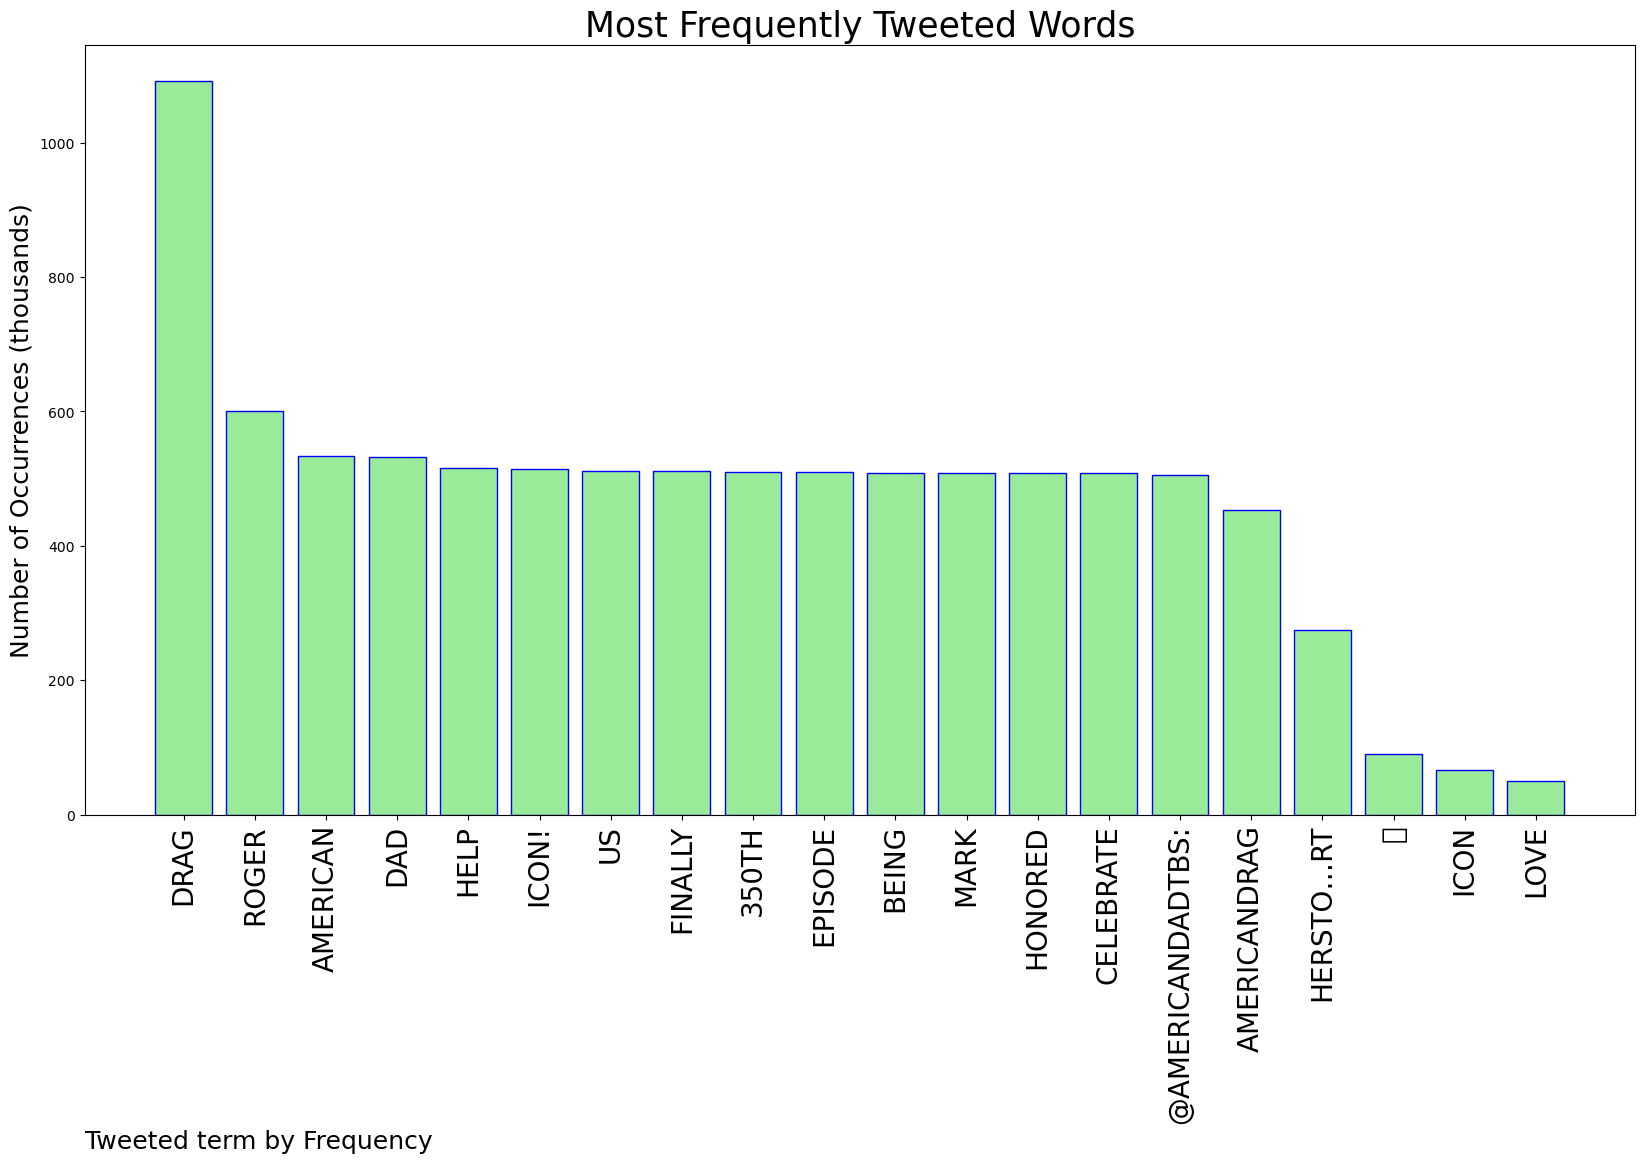 Most Frequently Tweeted Words
Number of Occurrences (thousands)
1000
800
600
400
200
0
DRAG
ROGER
AMERICAN
DAD
HELP
ICON!
US
FINALLY
350TH
EPISODE
BEING
MARK
HONORED
CELEBRATE
@AMERICANDADTBS:
AMERICANDRAG
HERSTO…RT
ICON
LOVE
Tweeted term by Frequency